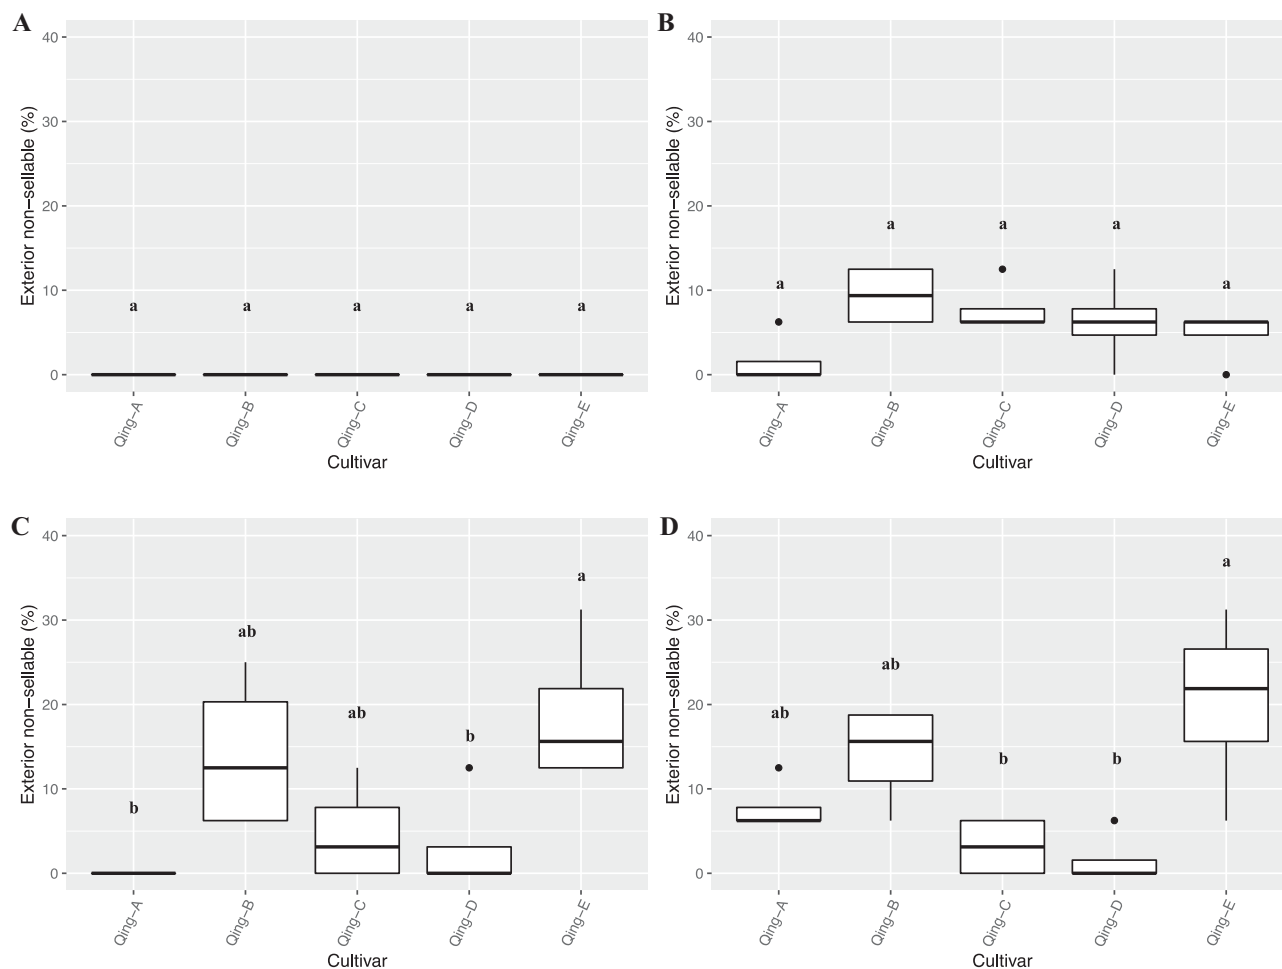 A
Exterior non−sellable (%)
40
30
20
10
0
a a a a a
Qing−A Qing−B Qing−C Qing−D Qing−E
Cultivar
B
Exterior non−sellable (%)
40
30
20
10
0
a a a a a
Qing−A Qing−B Qing−C Qing−D Qing−E
Cultivar
C
Exterior non−sellable (%)
40
30
20
10
0
b ab ab b a
Qing−A Qing−B Qing−C Qing−D Qing−E
Cultivar
D
Exterior non−sellable (%)
40
30
20
10
0
ab ab b b a
Qing−A Qing−B Qing−C Qing−D Qing−E
Cultivar